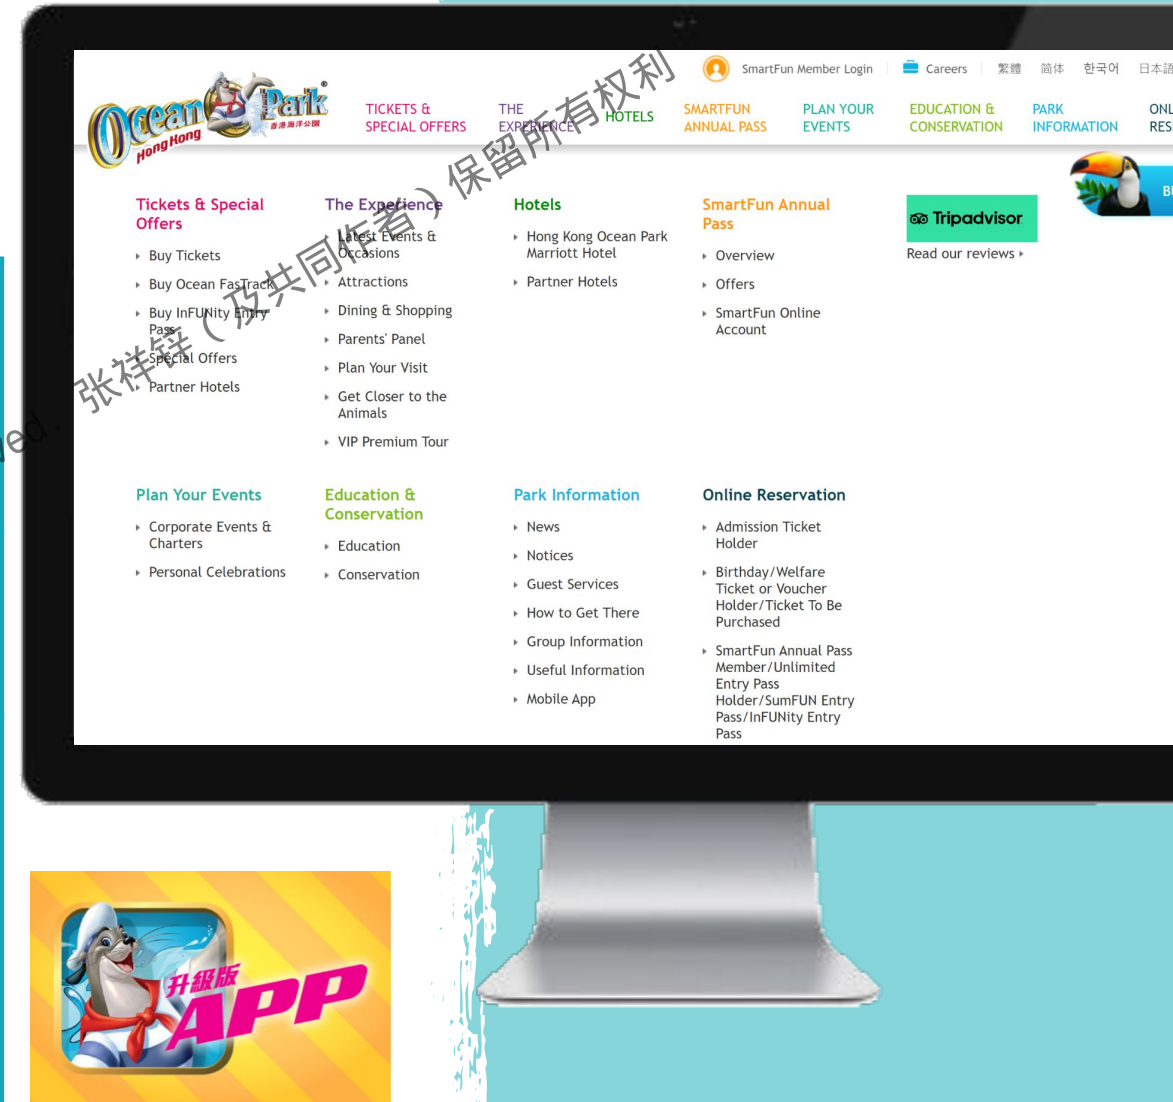 SmartFun Member Login
Careers
繁體
简体
한국어
日本語
Ocean Park
香港海洋公園
Hong Kong
TICKETS &
SPECIAL OFFERS
THE
EXPERIENCE
HOTELS
SMARTFUN
ANNUAL PASS
PLAN YOUR
EVENTS
EDUCATION &
CONSERVATION
PARK
INFORMATION
Tickets & Special
Offers
Buy Tickets
Buy Ocean FasTrack
Buy InFUNity Entry
Pass
Special Offers
Partner Hotels
The Experience
Latest Events &
Occasions
Attractions
Dining & Shopping
Parents' Panel
Plan Your Visit
Get Closer to the
Animals
VIP Premium Tour
Hotels
Hong Kong Ocean Park
Marriott Hotel
Partner Hotels
SmartFun Annual
Pass
Overview
Offers
SmartFun Online
Account
Tripadvisor
Read our reviews
Plan Your Events
Corporate Events &
Charters
Personal Celebrations
Education &
Conservation
Education
Conservation
Park Information
News
Notices
Guest Services
How to Get There
Group Information
Useful Information
Mobile App
Online Reservation
Admission Ticket
Holder
Birthday/Welfare
Ticket or Voucher
Holder/Ticket To Be
Purchased
SmartFun Annual Pass
Member/Unlimited
Entry Pass
Holder/SumFUN Entry
Pass/InFUNity Entry
Pass
张祥锌（及共同作者）保留所有权利
升級版
APP